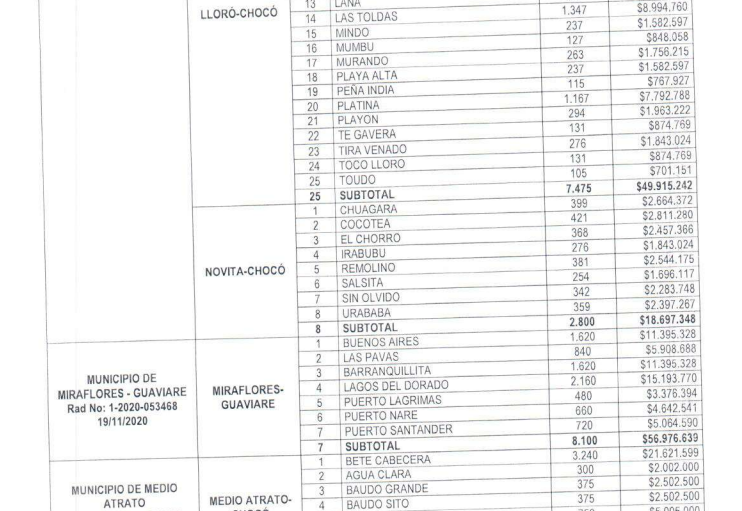 LLORÓ-CHOCÓ
13 LANA
14 LAS TOLDAS 1.347 $8.994.760
15 MINDO 237 $1.582.597
16 MUMBU 127 $848.058
17 MURANDO 263 $1.756.215
18 PLAYA ALTA 237 $1.582.597
19 PEÑA INDIA 115 $767.927
20 PLATINA 1.167 $7.792.788
21 PLAYON 294 $1.963.222
22 TE GAVERA 131 $874.769
23 TIRA VENADO 276 $1.843.024
24 TOCO LLORO 131 $874.769
25 TOUDO 105 $701.151
25 SUBTOTAL 7.475 $49.915.242
NOVITA-CHOCÓ
1 CHUAGARA 399 $2.664.372
2 COCOTEA 421 $2.811.280
3 EL CHORRO 368 $2.457.366
4 IRABUBU 276 $1.843.024
5 REMOLINO 381 $2.544.175
6 SALSITA 254 $1.696.117
7 SIN OLVIDO 342 $2.283.748
8 URABABA 359 $2.397.267
8 SUBTOTAL 2.800 $18.697.348
MUNICIPIO DE
MIRAFLORES - GUAVIARE
Rad No: 1-2020-053468
19/11/2020
MIRAFLORES-
GUAVIARE
1 BUENOS AIRES 1.620 $11.395.328
2 LAS PAVAS 840 $5.908.688
3 BARRANQUILLITA 1.620 $11.395.328
4 LAGOS DEL DORADO 2.160 $15.193.770
5 PUERTO LAGRIMAS 480 $3.376.394
6 PUERTO NARE 660 $4.642.541
7 PUERTO SANTANDER 720 $5.064.590
7 SUBTOTAL 8.100 $56.976.639
MUNICIPIO DE MEDIO
ATRATO
MEDIO ATRATO-
1 BETE CABECERA 3.240 $21.621.599
2 AGUA CLARA 300 $2.002.000
3 BAUDO GRANDE 375 $2.502.500
4 BAUDO SITO 375 $2.502.500